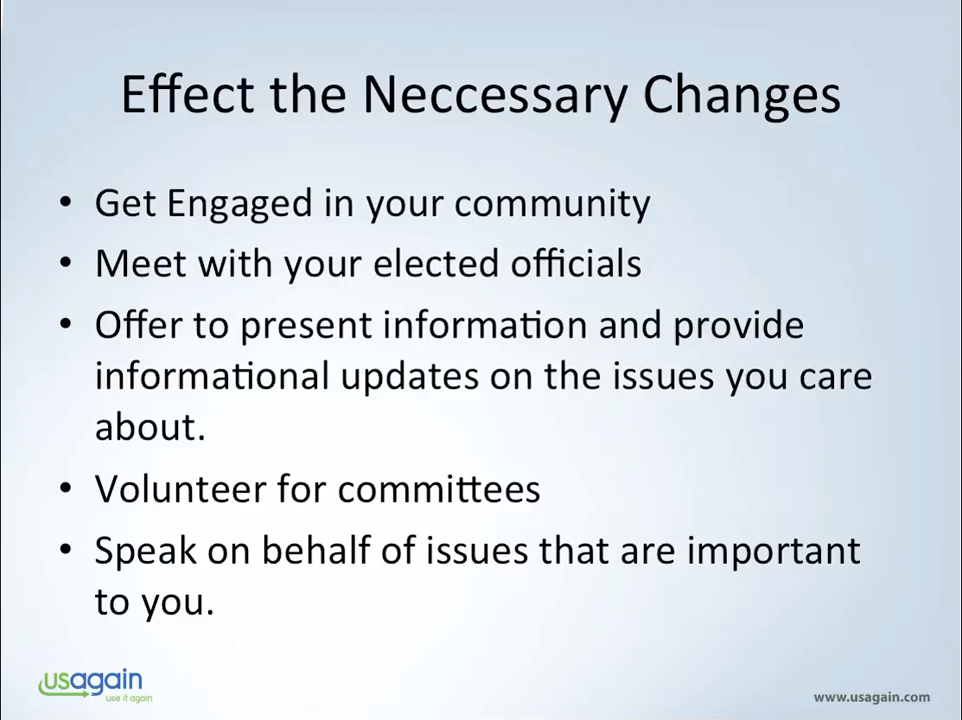 Effect the Neccessary Changes
• Get Engaged in your community
• Meet with your elected officials
• Offer to present information and provide
informational updates on the issues you care
about.
• Volunteer for committees
• Speak on behalf of issues that are important
to you.
usagain
use it again
www.usagain.com